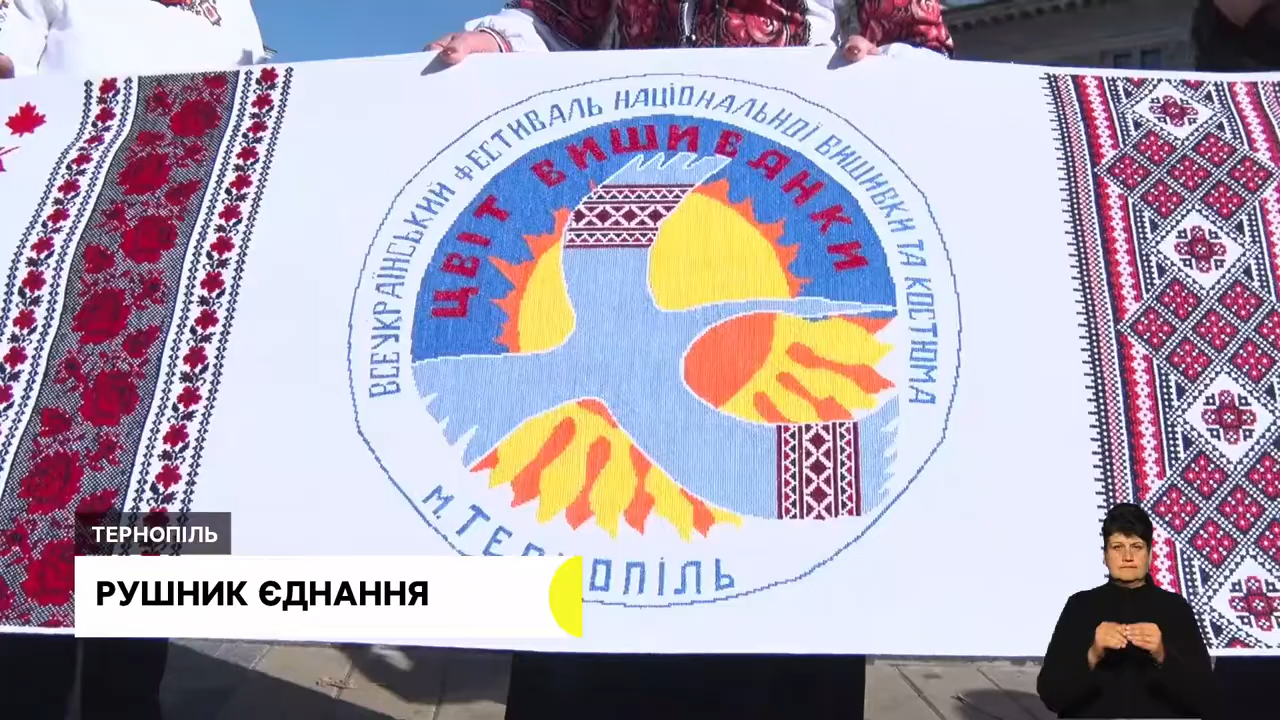 ВСЕУКРАЇНСЬКИЙ ФЕСТИВАЛЬ НАЦІОНАЛЬНОЇ ВИШИВКИ ТА КОСТЮМА
ЦВІТ ВИШИВАНКИ
М. ТЕРНОПІЛЬ
ТЕРНОПІЛЬ
РУШНИК ЄДНАННЯ